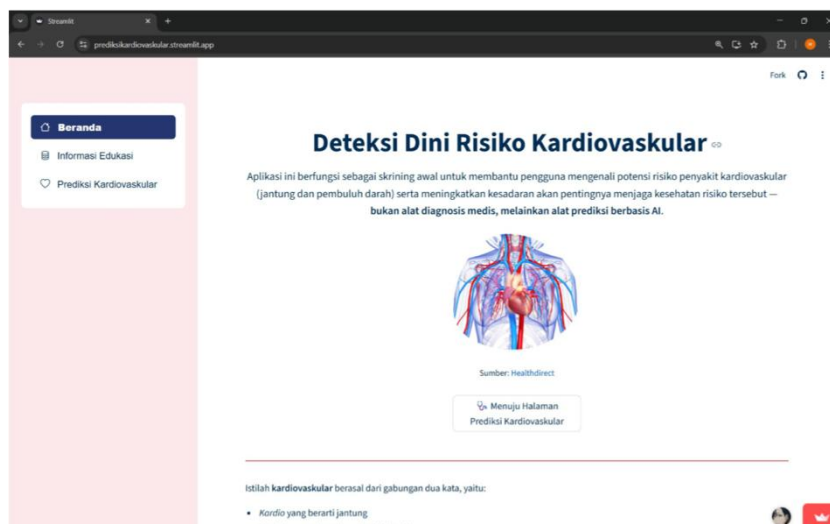 Streamlit
prediksikardiovaskular.streamlit.app
Fork
Beranda
Informasi Edukasi
Prediksi Kardiovaskular
Deteksi Dini Risiko Kardiovaskular
Aplikasi ini berfungsi sebagai skrining awal untuk membantu pengguna mengenali potensi risiko penyakit kardiovaskular
(jantung dan pembuluh darah) serta meningkatkan kesadaran akan pentingnya menjaga kesehatan risiko tersebut —
bukan alat diagnosis medis, melainkan alat prediksi berbasis AI.
Sumber: Healthdirect
Menuju Halaman
Prediksi Kardiovaskular
Istilah kardiovaskular berasal dari gabungan dua kata, yaitu:
• Kardio yang berarti jantung